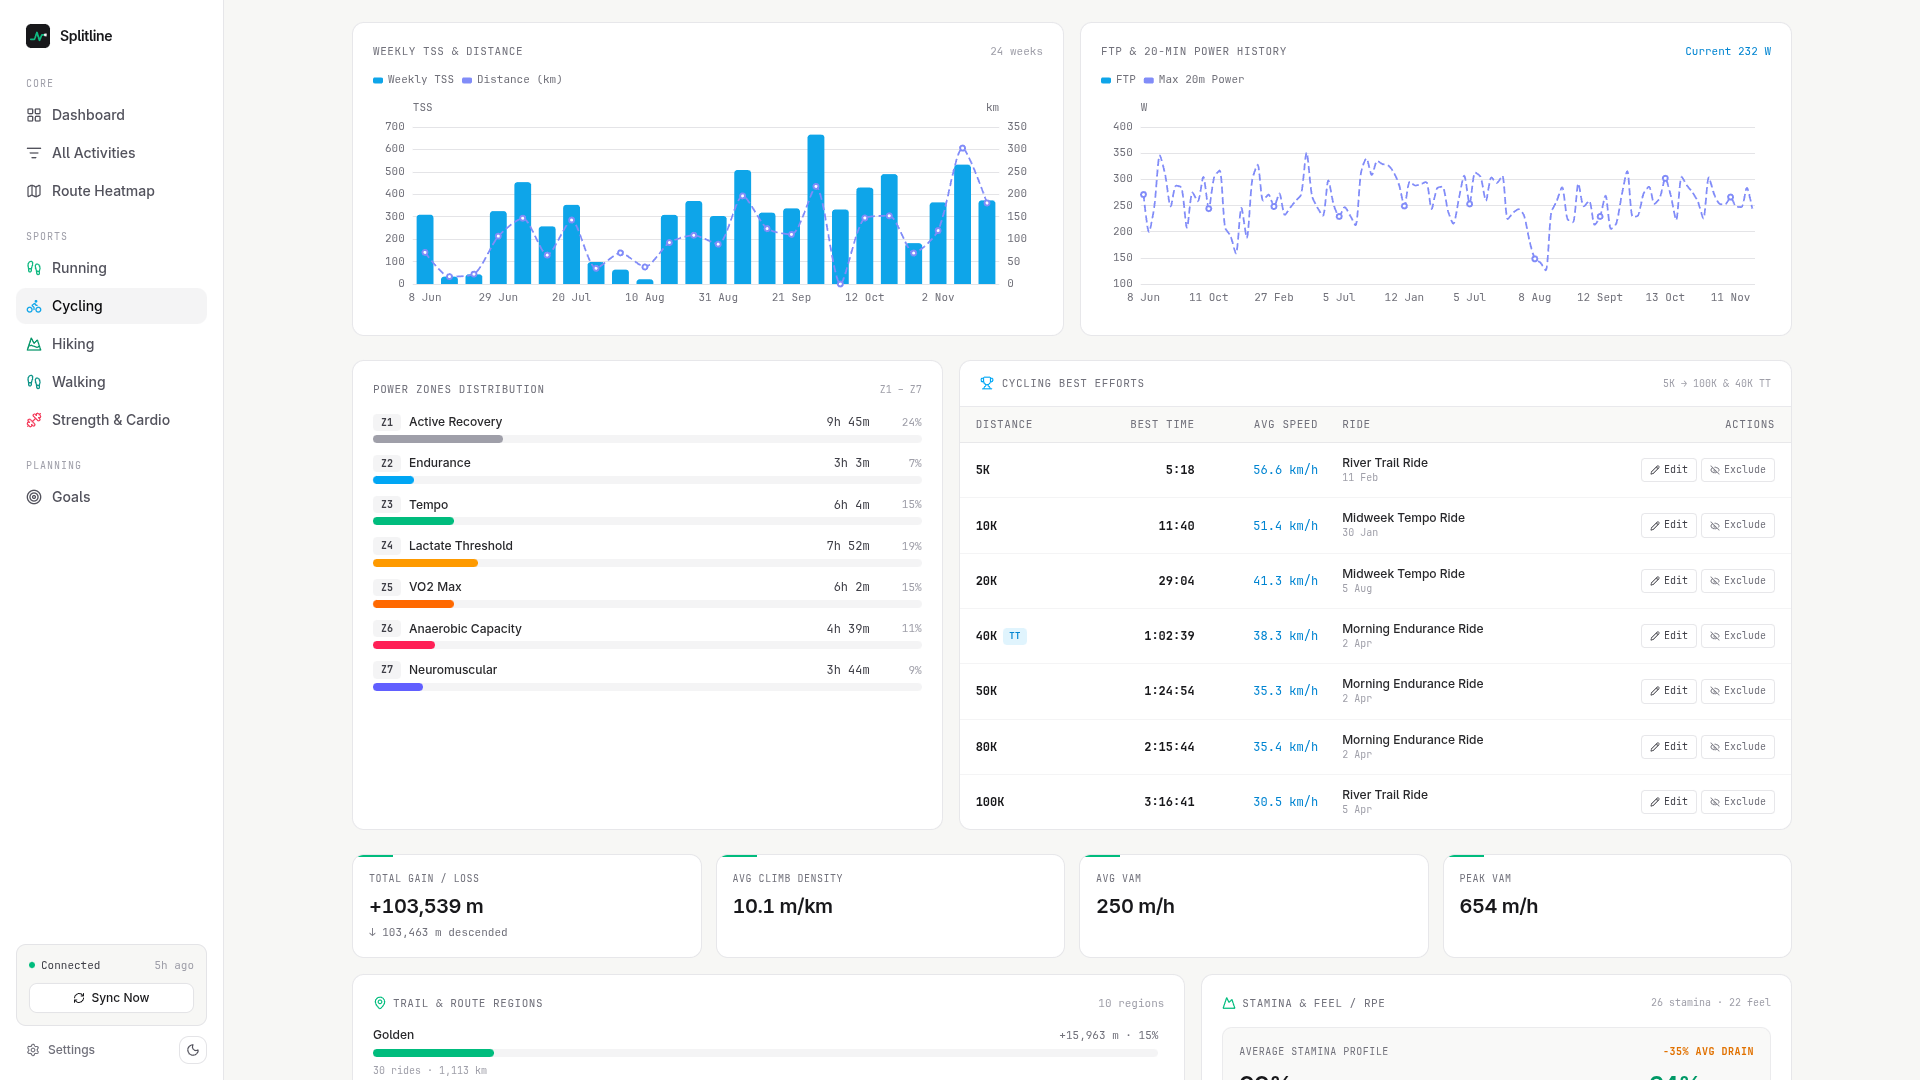 Splitline
CORE
Dashboard
All Activities
Route Heatmap
SPORTS
Running
Cycling
Hiking
Walking
Strength & Cardio
PLANNING
Goals
Connected 5h ago
Sync Now
Settings
WEEKLY TSS & DISTANCE 24 weeks
Weekly TSS Distance (km)
TSS km
700 350
600 300
500 250
400 200
300 150
200 100
100 50
0 0
8 Jun 29 Jun 20 Jul 10 Aug 31 Aug 21 Sep 12 Oct 2 Nov
FTP & 20-MIN POWER HISTORY Current 232 W
FTP Max 20m Power
W
400
350
300
250
200
150
100
8 Jun 11 Oct 27 Feb 5 Jul 12 Jan 5 Jul 8 Aug 12 Sept 13 Oct 11 Nov
POWER ZONES DISTRIBUTION Z1 – Z7
Z1 Active Recovery 9h 45m 24%
Z2 Endurance 3h 3m 7%
Z3 Tempo 6h 4m 15%
Z4 Lactate Threshold 7h 52m 19%
Z5 VO2 Max 6h 2m 15%
Z6 Anaerobic Capacity 4h 39m 11%
Z7 Neuromuscular 3h 44m 9%
CYCLING BEST EFFORTS 5K → 100K & 40K TT
DISTANCE BEST TIME AVG SPEED RIDE ACTIONS
5K 5:18 56.6 km/h River Trail Ride Edit Exclude
11 Feb
10K 11:40 51.4 km/h Midweek Tempo Ride Edit Exclude
30 Jan
20K 29:04 41.3 km/h Midweek Tempo Ride Edit Exclude
5 Aug
40K TT 1:02:39 38.3 km/h Morning Endurance Ride Edit Exclude
2 Apr
50K 1:24:54 35.3 km/h Morning Endurance Ride Edit Exclude
2 Apr
80K 2:15:44 35.4 km/h Morning Endurance Ride Edit Exclude
2 Apr
100K 3:16:41 30.5 km/h River Trail Ride Edit Exclude
5 Apr
TOTAL GAIN / LOSS
+103,539 m
↓ 103,463 m descended
AVG CLIMB DENSITY
10.1 m/km
AVG VAM
250 m/h
PEAK VAM
654 m/h
TRAIL & ROUTE REGIONS 10 regions
Golden +15,963 m · 15%
30 rides · 1,113 km
STAMINA & FEEL / RPE 26 stamina · 22 feel
AVERAGE STAMINA PROFILE -35% AVG DRAIN